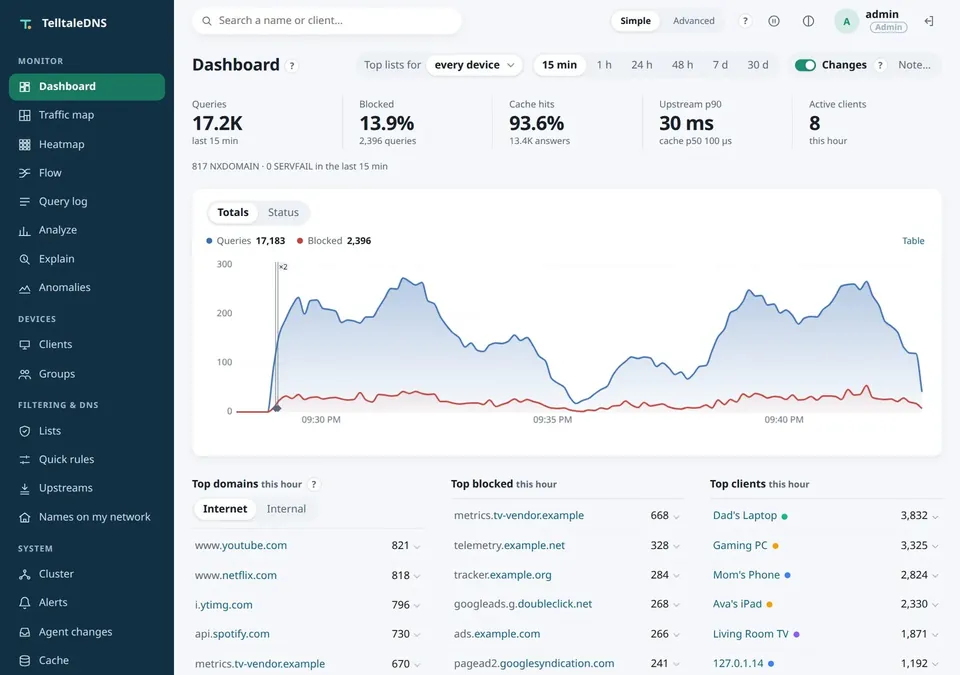 TelltaleDNS
Search a name or client...
Simple
Advanced
?
A
admin
Admin
MONITOR
Dashboard
Traffic map
Heatmap
Flow
Query log
Analyze
Explain
Anomalies
DEVICES
Clients
Groups
FILTERING & DNS
Lists
Quick rules
Upstreams
Names on my network
SYSTEM
Cluster
Alerts
Agent changes
Cache
Dashboard ?
Top lists for every device
15 min 1 h 24 h 48 h 7 d 30 d
Changes ? Note...
Queries
17.2K
last 15 min
Blocked
13.9%
2,396 queries
Cache hits
93.6%
13.4K answers
Upstream p90
30 ms
cache p50 100 µs
Active clients
8
this hour
817 NXDOMAIN · 0 SERVFAIL in the last 15 min
Totals Status
Queries 17,183 Blocked 2,396
Table
×2
300
200
100
0
09:30 PM 09:35 PM 09:40 PM
Top domains this hour ?
Internet Internal
www.youtube.com 821
www.netflix.com 818
i.ytimg.com 796
api.spotify.com 730
metrics.tv-vendor.example 670
Top blocked this hour
metrics.tv-vendor.example 668
telemetry.example.net 328
tracker.example.org 284
googleads.g.doubleclick.net 268
ads.example.com 266
pagead2.googlesyndication.com 241
Top clients this hour
Dad's Laptop 3,832
Gaming PC 3,325
Mom's Phone 2,824
Ava's iPad 2,330
Living Room TV 1,871
127.0.1.14 1,192